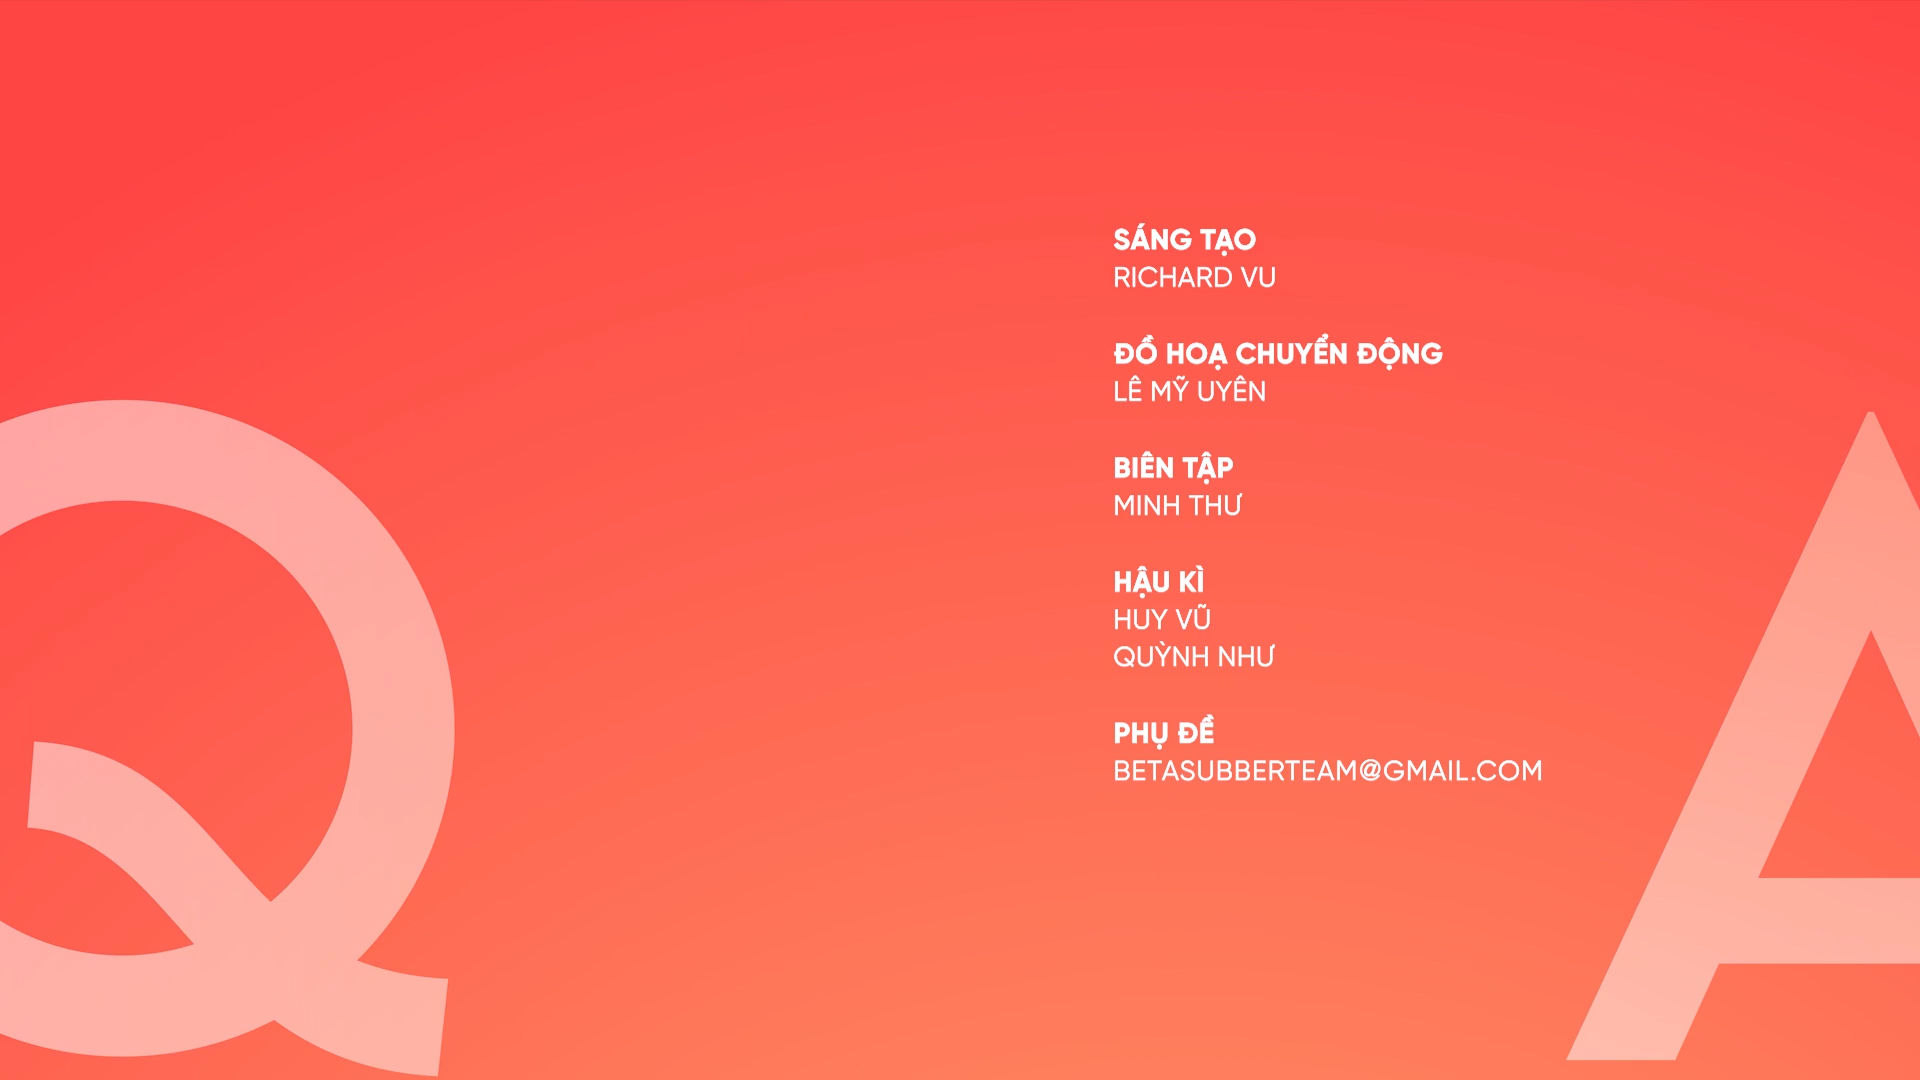 SÁNG TẠO
RICHARD VU
ĐỒ HOẠ CHUYỂN ĐỘNG
LÊ MỸ UYÊN
BIÊN TẬP
MINH THƯ
HẬU KÌ
HUY VŨ
QUỲNH NHƯ
PHỤ ĐỀ
BETASUBBERTEAM@GMAIL.COM
Q
A